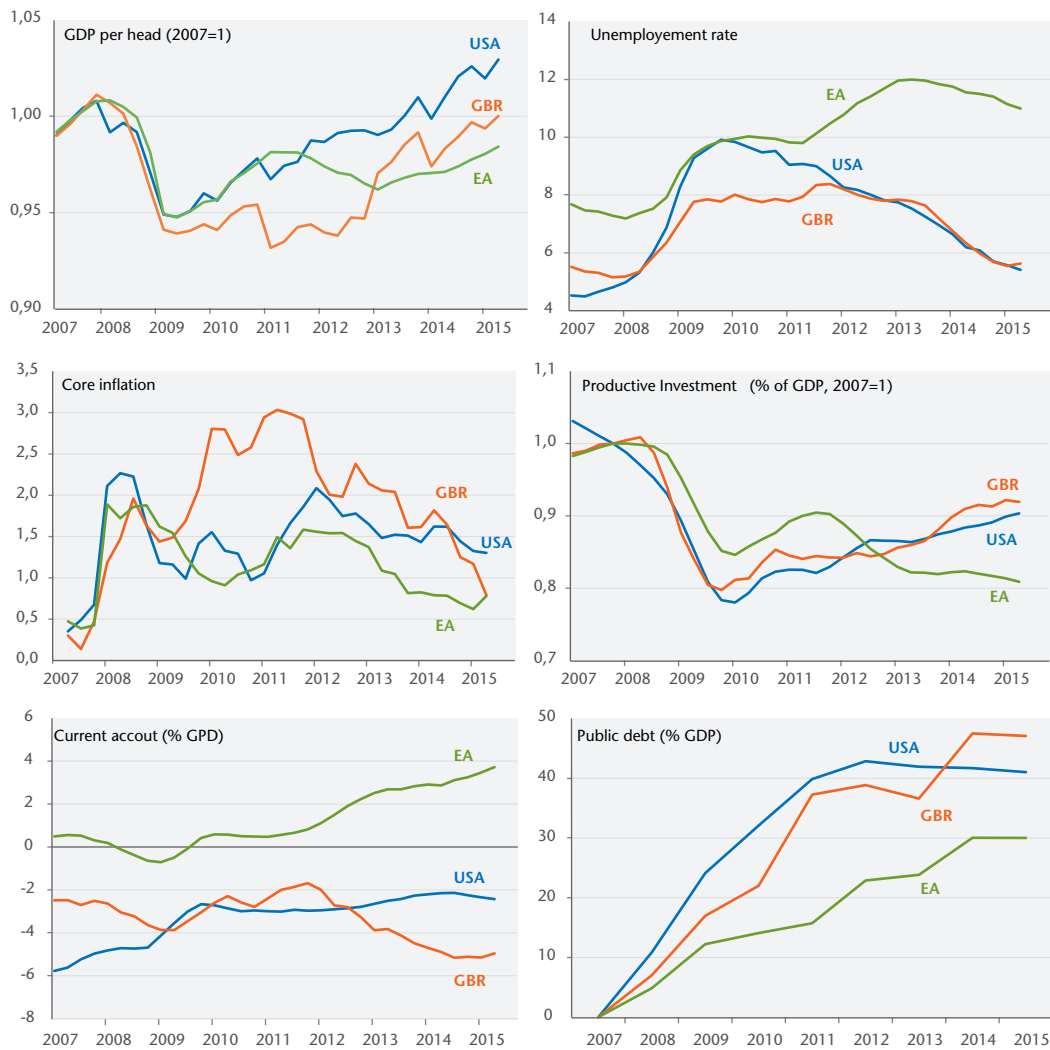 GDP per head (2007=1)
1,05
1,00
0,95
0,90
USA
GBR
EA
2007 2008 2009 2010 2011 2012 2013 2014 2015
Unemployement rate
14
12
10
8
6
4
EA
USA
GBR
2007 2008 2009 2010 2011 2012 2013 2014 2015
Core inflation
3,5
3,0
2,5
2,0
1,5
1,0
0,5
0,0
GBR
USA
EA
2007 2008 2009 2010 2011 2012 2013 2014 2015
Productive Investment (% of GDP, 2007=1)
1,1
1,0
0,9
0,8
0,7
GBR
USA
EA
2007 2008 2009 2010 2011 2012 2013 2014 2015
Current accout (% GPD)
6
4
2
0
-2
-4
-6
-8
EA
USA
GBR
2007 2008 2009 2010 2011 2012 2013 2014 2015
Public debt (% GDP)
50
40
30
20
10
0
USA
GBR
EA
2007 2008 2009 2010 2011 2012 2013 2014 2015